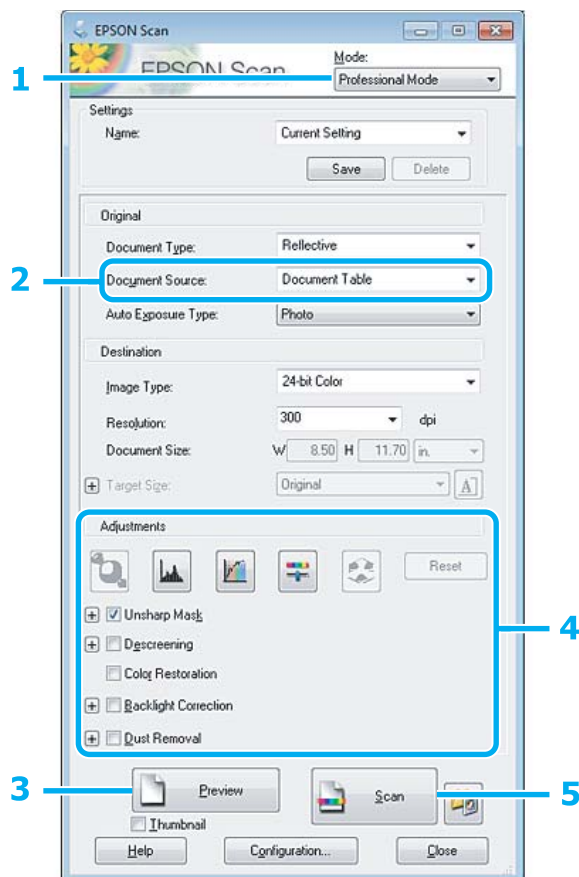 EPSON Scan
EPSON Scan
Mode:
1
Professional Mode
Settings
Name:
Current Setting
Save
Delete
Original
Document Type:
Reflective
2
Document Source:
Document Table
Auto Exposure Type:
Photo
Destination
Image Type:
24-bit Color
Resolution:
300
dpi
Document Size:
W 8.50 H 11.70 in.
Target Size:
Original
A
Adjustments
Reset
Unsharp Mask
4
Descreening
Color Restoration
Backlight Correction
Dust Removal
3
Preview
Scan
5
Thumbnail
Help
Configuration...
Close